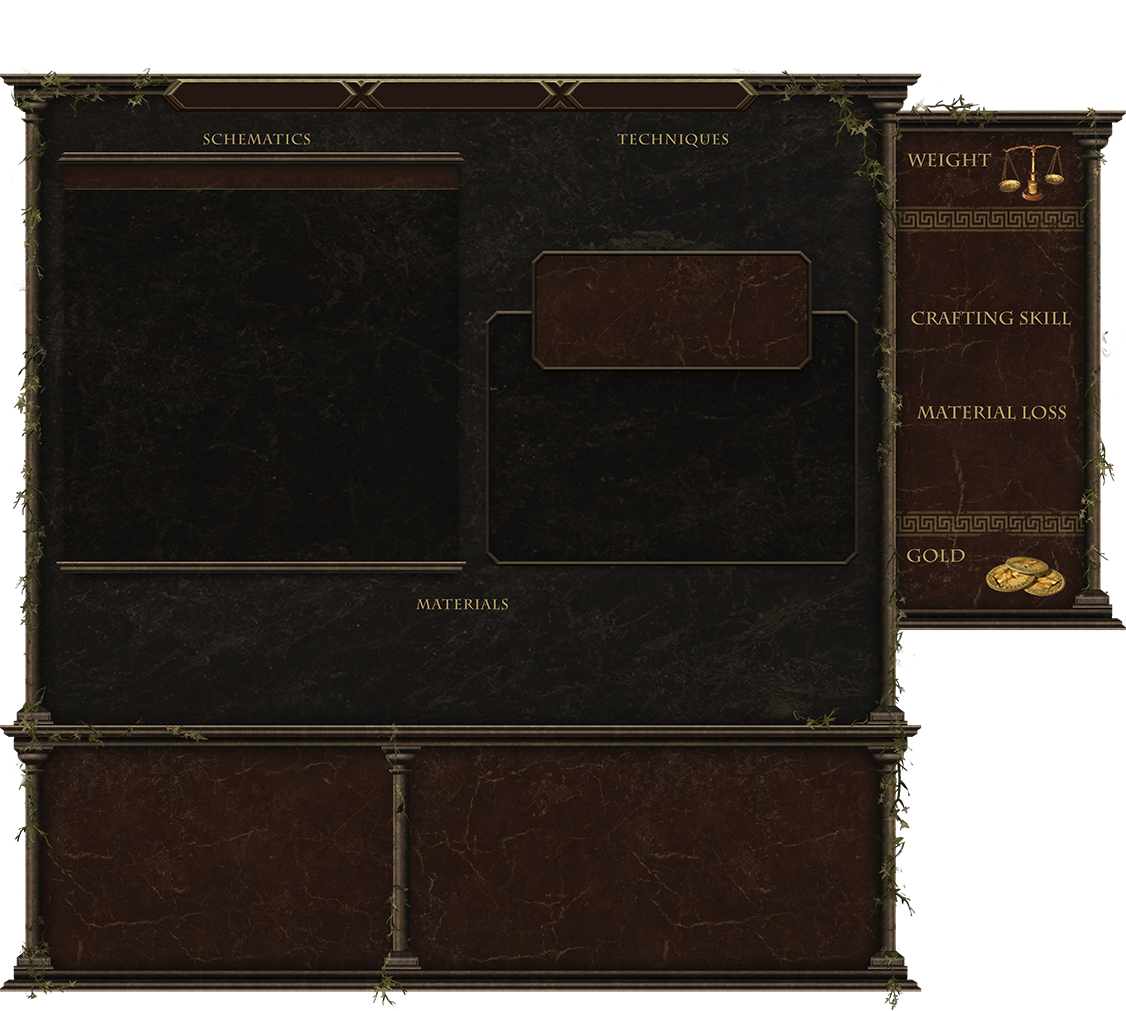 SCHEMATICS
TECHNIQUES
WEIGHT
CRAFTING SKILL
MATERIAL LOSS
GOLD
MATERIALS